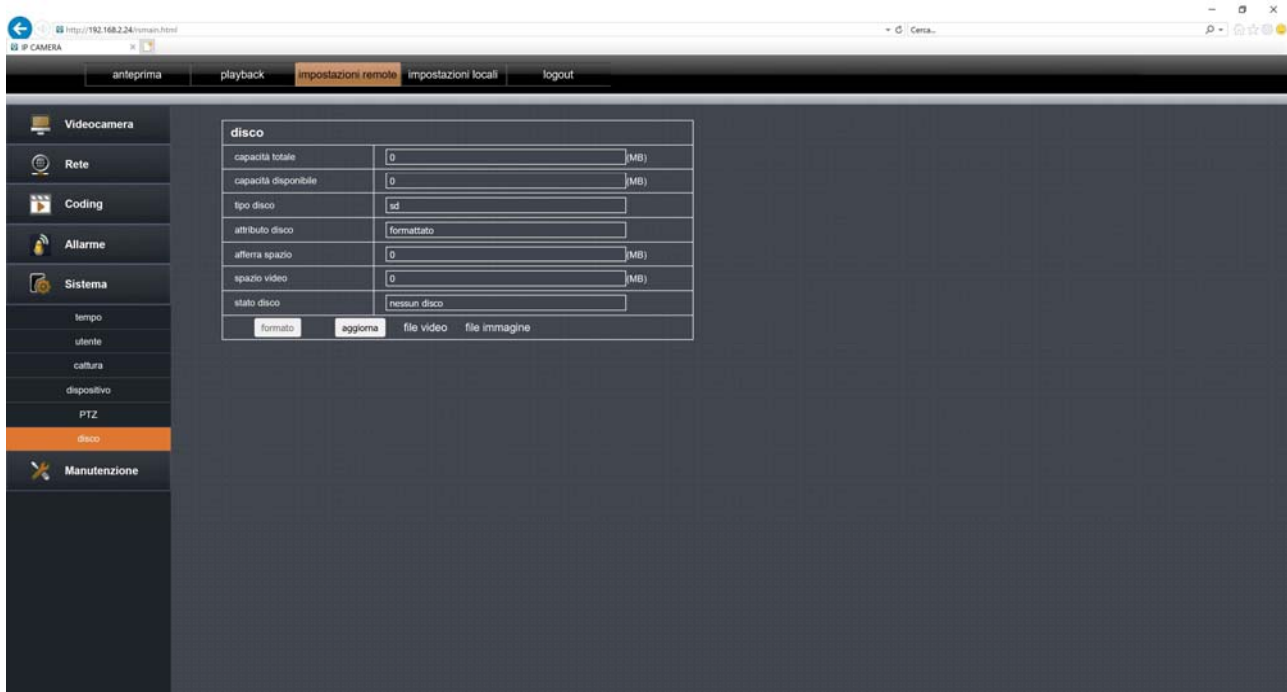 http://192.168.2.24/rsmain.html
Cerca...
IP CAMERA
anteprima
playback
impostazioni remote
impostazioni locali
logout
Videocamera
Rete
Coding
Allarme
Sistema
tempo
utente
cattura
dispositivo
PTZ
disco
Manutenzione
disco
capacità totale 0 (MB)
capacità disponibile 0 (MB)
tipo disco sd
attributo disco formattato
afferra spazio 0 (MB)
spazio video 0 (MB)
stato disco nessun disco
formato aggiorna file video file immagine